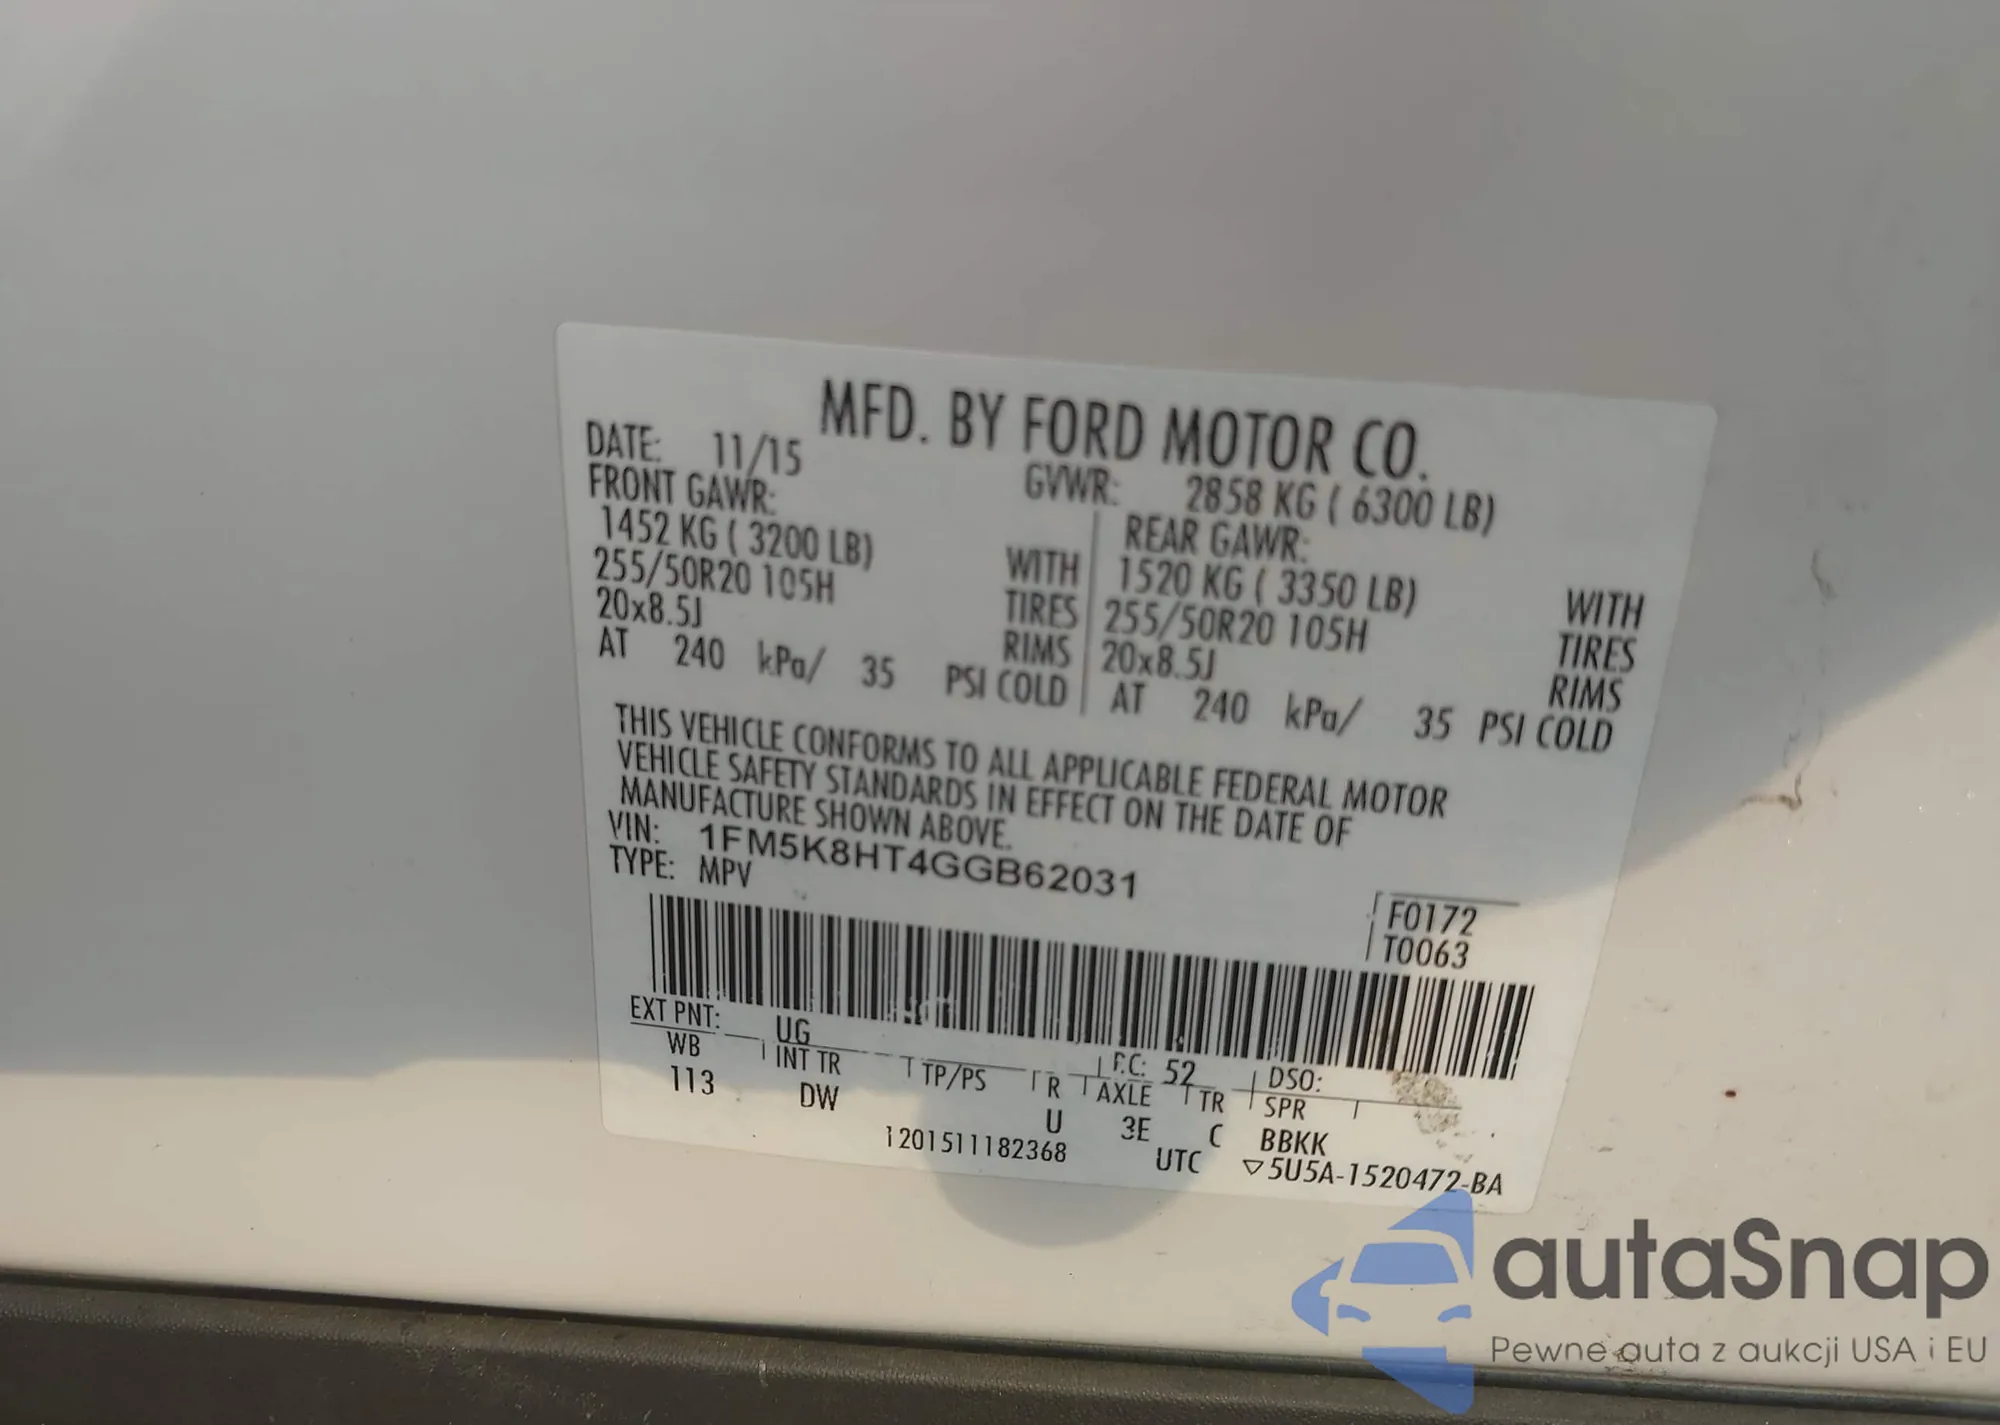 MFD. BY FORD MOTOR CO.
DATE: 11/15 GVWR: 2858 KG ( 6300 LB)
FRONT GAWR: REAR GAWR:
1452 KG ( 3200 LB) WITH 1520 KG ( 3350 LB) WITH
255/50R20 105H TIRES 255/50R20 105H TIRES
20x8.5J RIMS 20x8.5J RIMS
AT 240 kPa/ 35 PSI COLD AT 240 kPa/ 35 PSI COLD
THIS VEHICLE CONFORMS TO ALL APPLICABLE FEDERAL MOTOR
VEHICLE SAFETY STANDARDS IN EFFECT ON THE DATE OF
MANUFACTURE SHOWN ABOVE.
VIN: 1FM5K8HT4GGB62031
TYPE: MPV
F0172
T0063
EXT PNT: UG F.C: 52 DSO:
WB INT TR TP/PS R AXLE TR SPR
113 DW U 3E C BBKK
1201511182368 UTC ▽5U5A-1520472-BA
autaSnap
Pewne auta z aukcji USA i EU